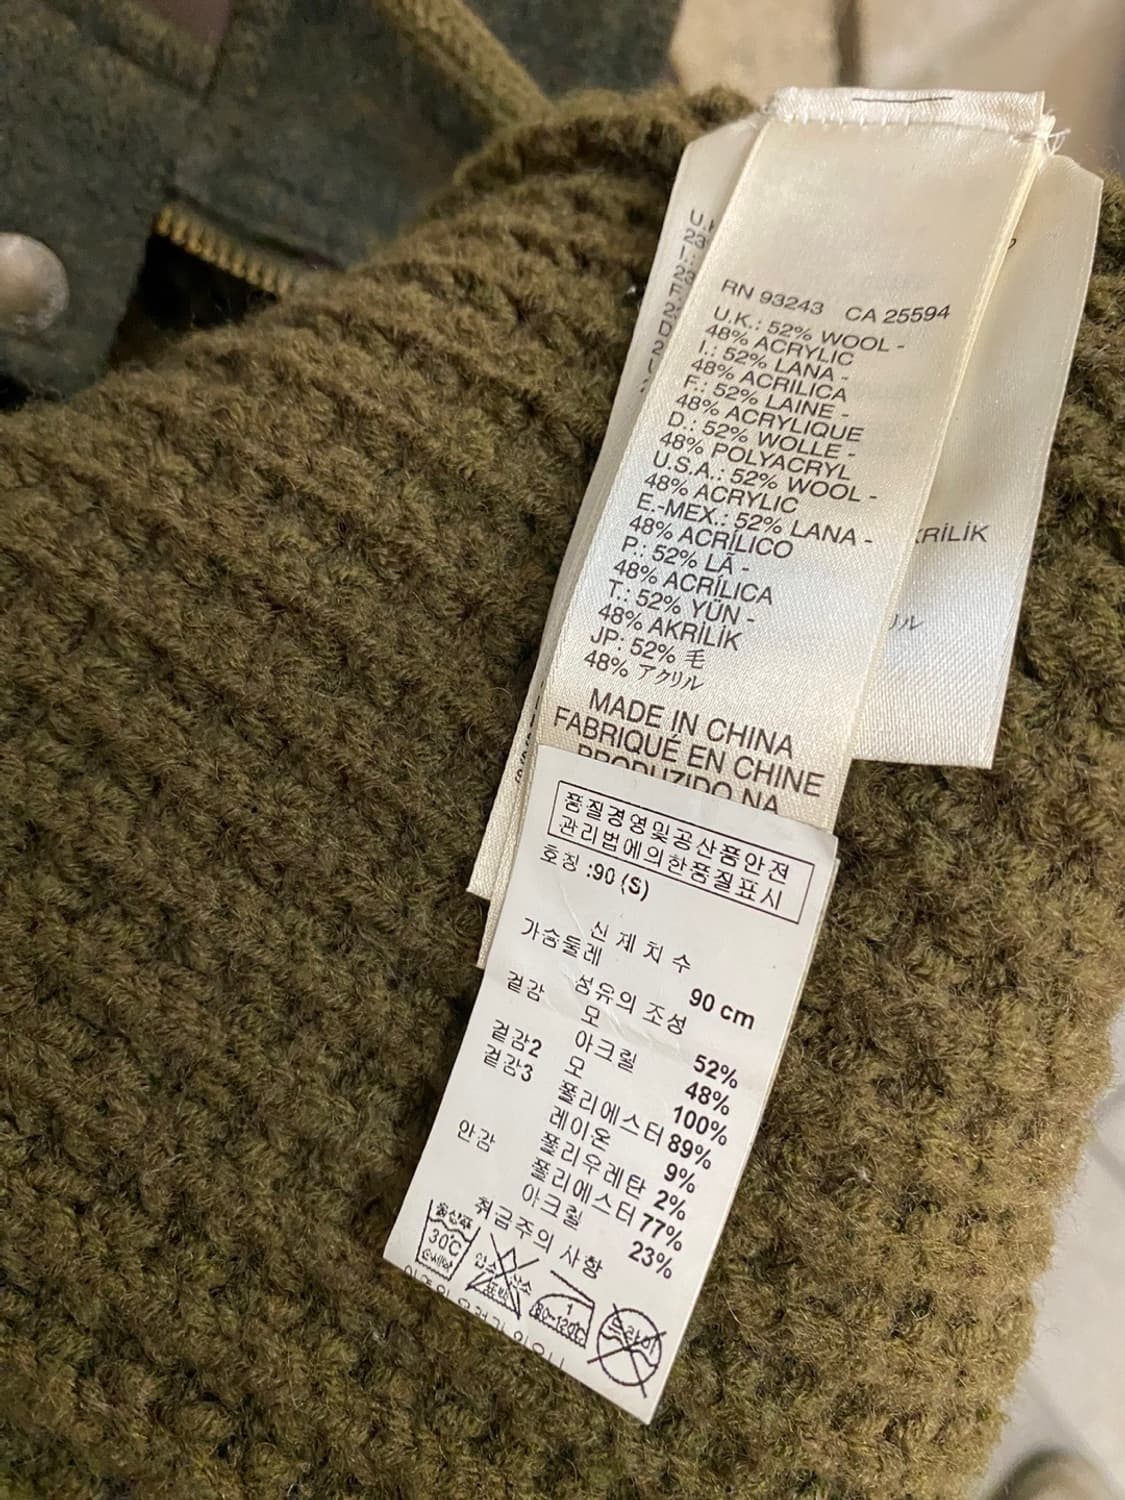 RN 93243 CA 25594
U.K.: 52% WOOL -
48% ACRYLIC
I.: 52% LANA -
48% ACRILICA
F.: 52% LAINE -
48% ACRYLIQUE
D.: 52% WOLLE -
48% POLYACRYL
U.S.A.: 52% WOOL -
48% ACRYLIC
E.-MEX.: 52% LANA -
48% ACRÍLICO
P.: 52% LÃ -
48% ACRÍLICA
T.: 52% YÜN -
48% AKRİLİK
JP: 52% 毛
48% アクリル
MADE IN CHINA
FABRIQUÉ EN CHINE
PRODUZIDO NA
품질경영및공산품안전
관리법에의한품질표시
호칭 :90 (S)
신체치수
가슴둘레 90 cm
섬유의 조성
겉감 모 52%
아크릴 48%
겉감2 모 100%
겉감3 폴리에스터 89%
레이온 9%
폴리우레탄 2%
안감 폴리에스터 77%
아크릴 23%
취급주의 사항
30℃
80~120℃
드라이